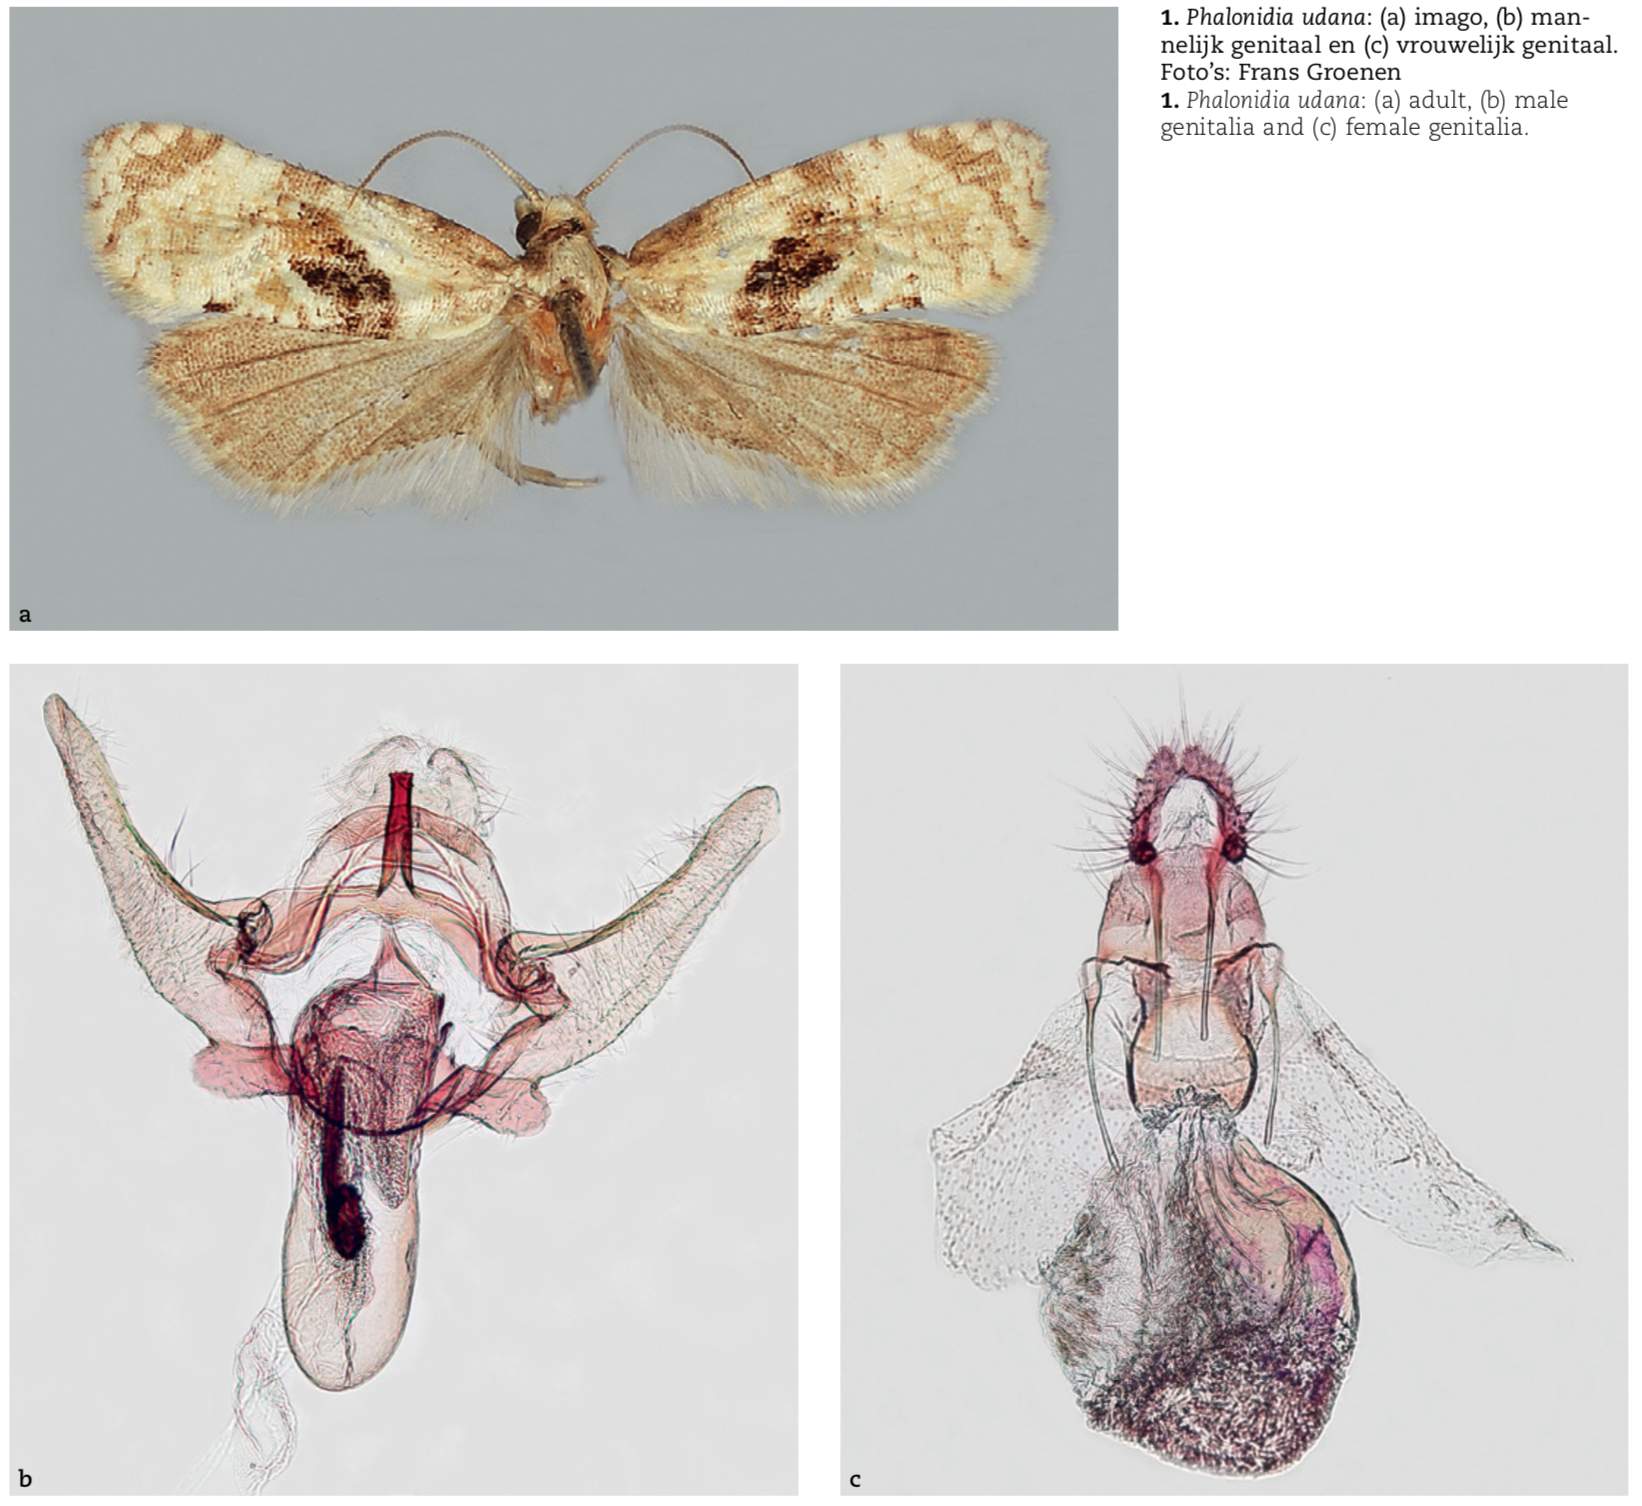 1. Phalonidia udana: (a) imago, (b) man-
nelijk genitaal en (c) vrouwelijk genitaal.
Foto’s: Frans Groenen
1. Phalonidia udana: (a) adult, (b) male
genitalia and (c) female genitalia.
a
b
c